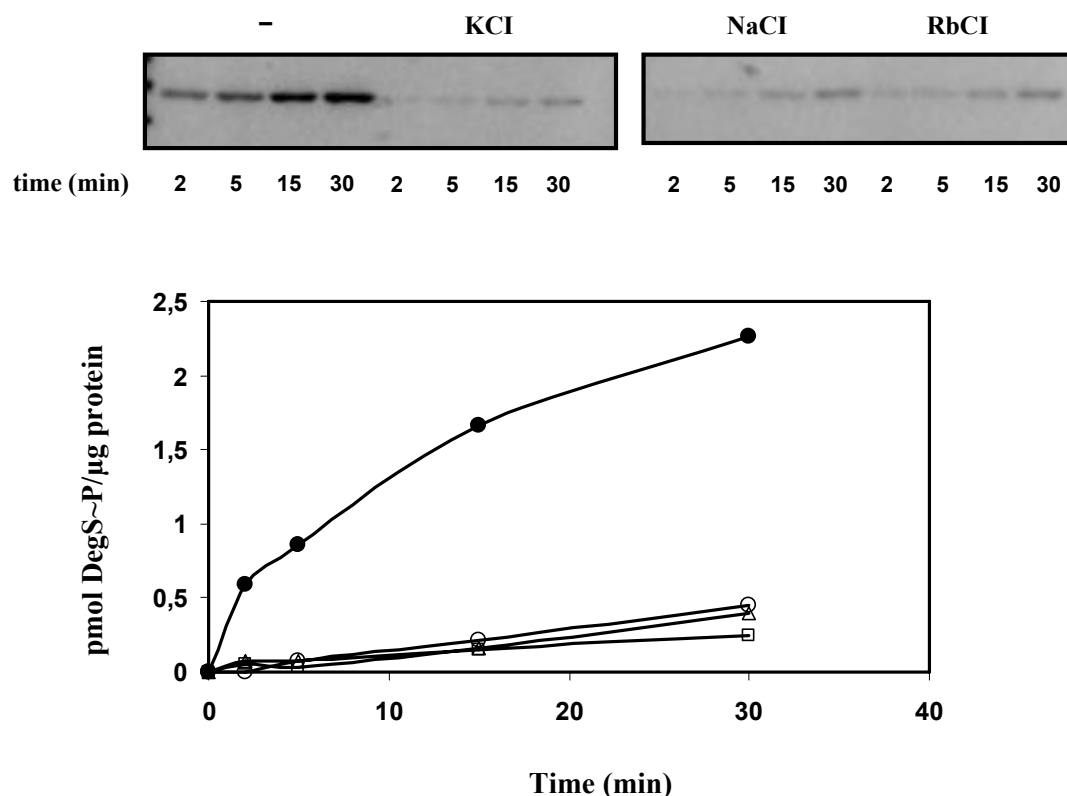 – KCl NaCl RbCl
time (min) 2 5 15 30 2 5 15 30 2 5 15 30 2 5 15 30
2,5
2
1,5
1
0,5
0
pmol DegS~P/µg protein
0 10 20 30 40
Time (min)